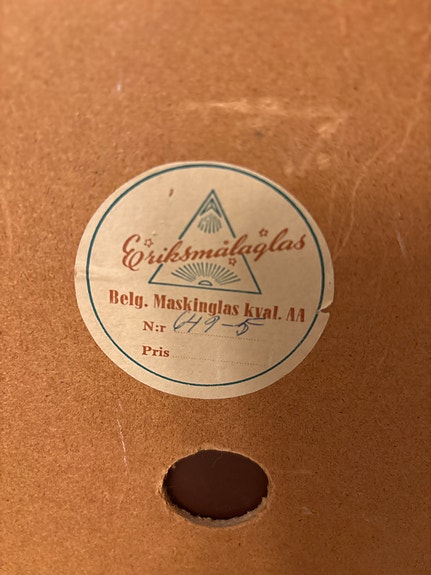 Eriksmålaglas
Belg. Maskinglas kval. AA
N:r 649-5
Pris